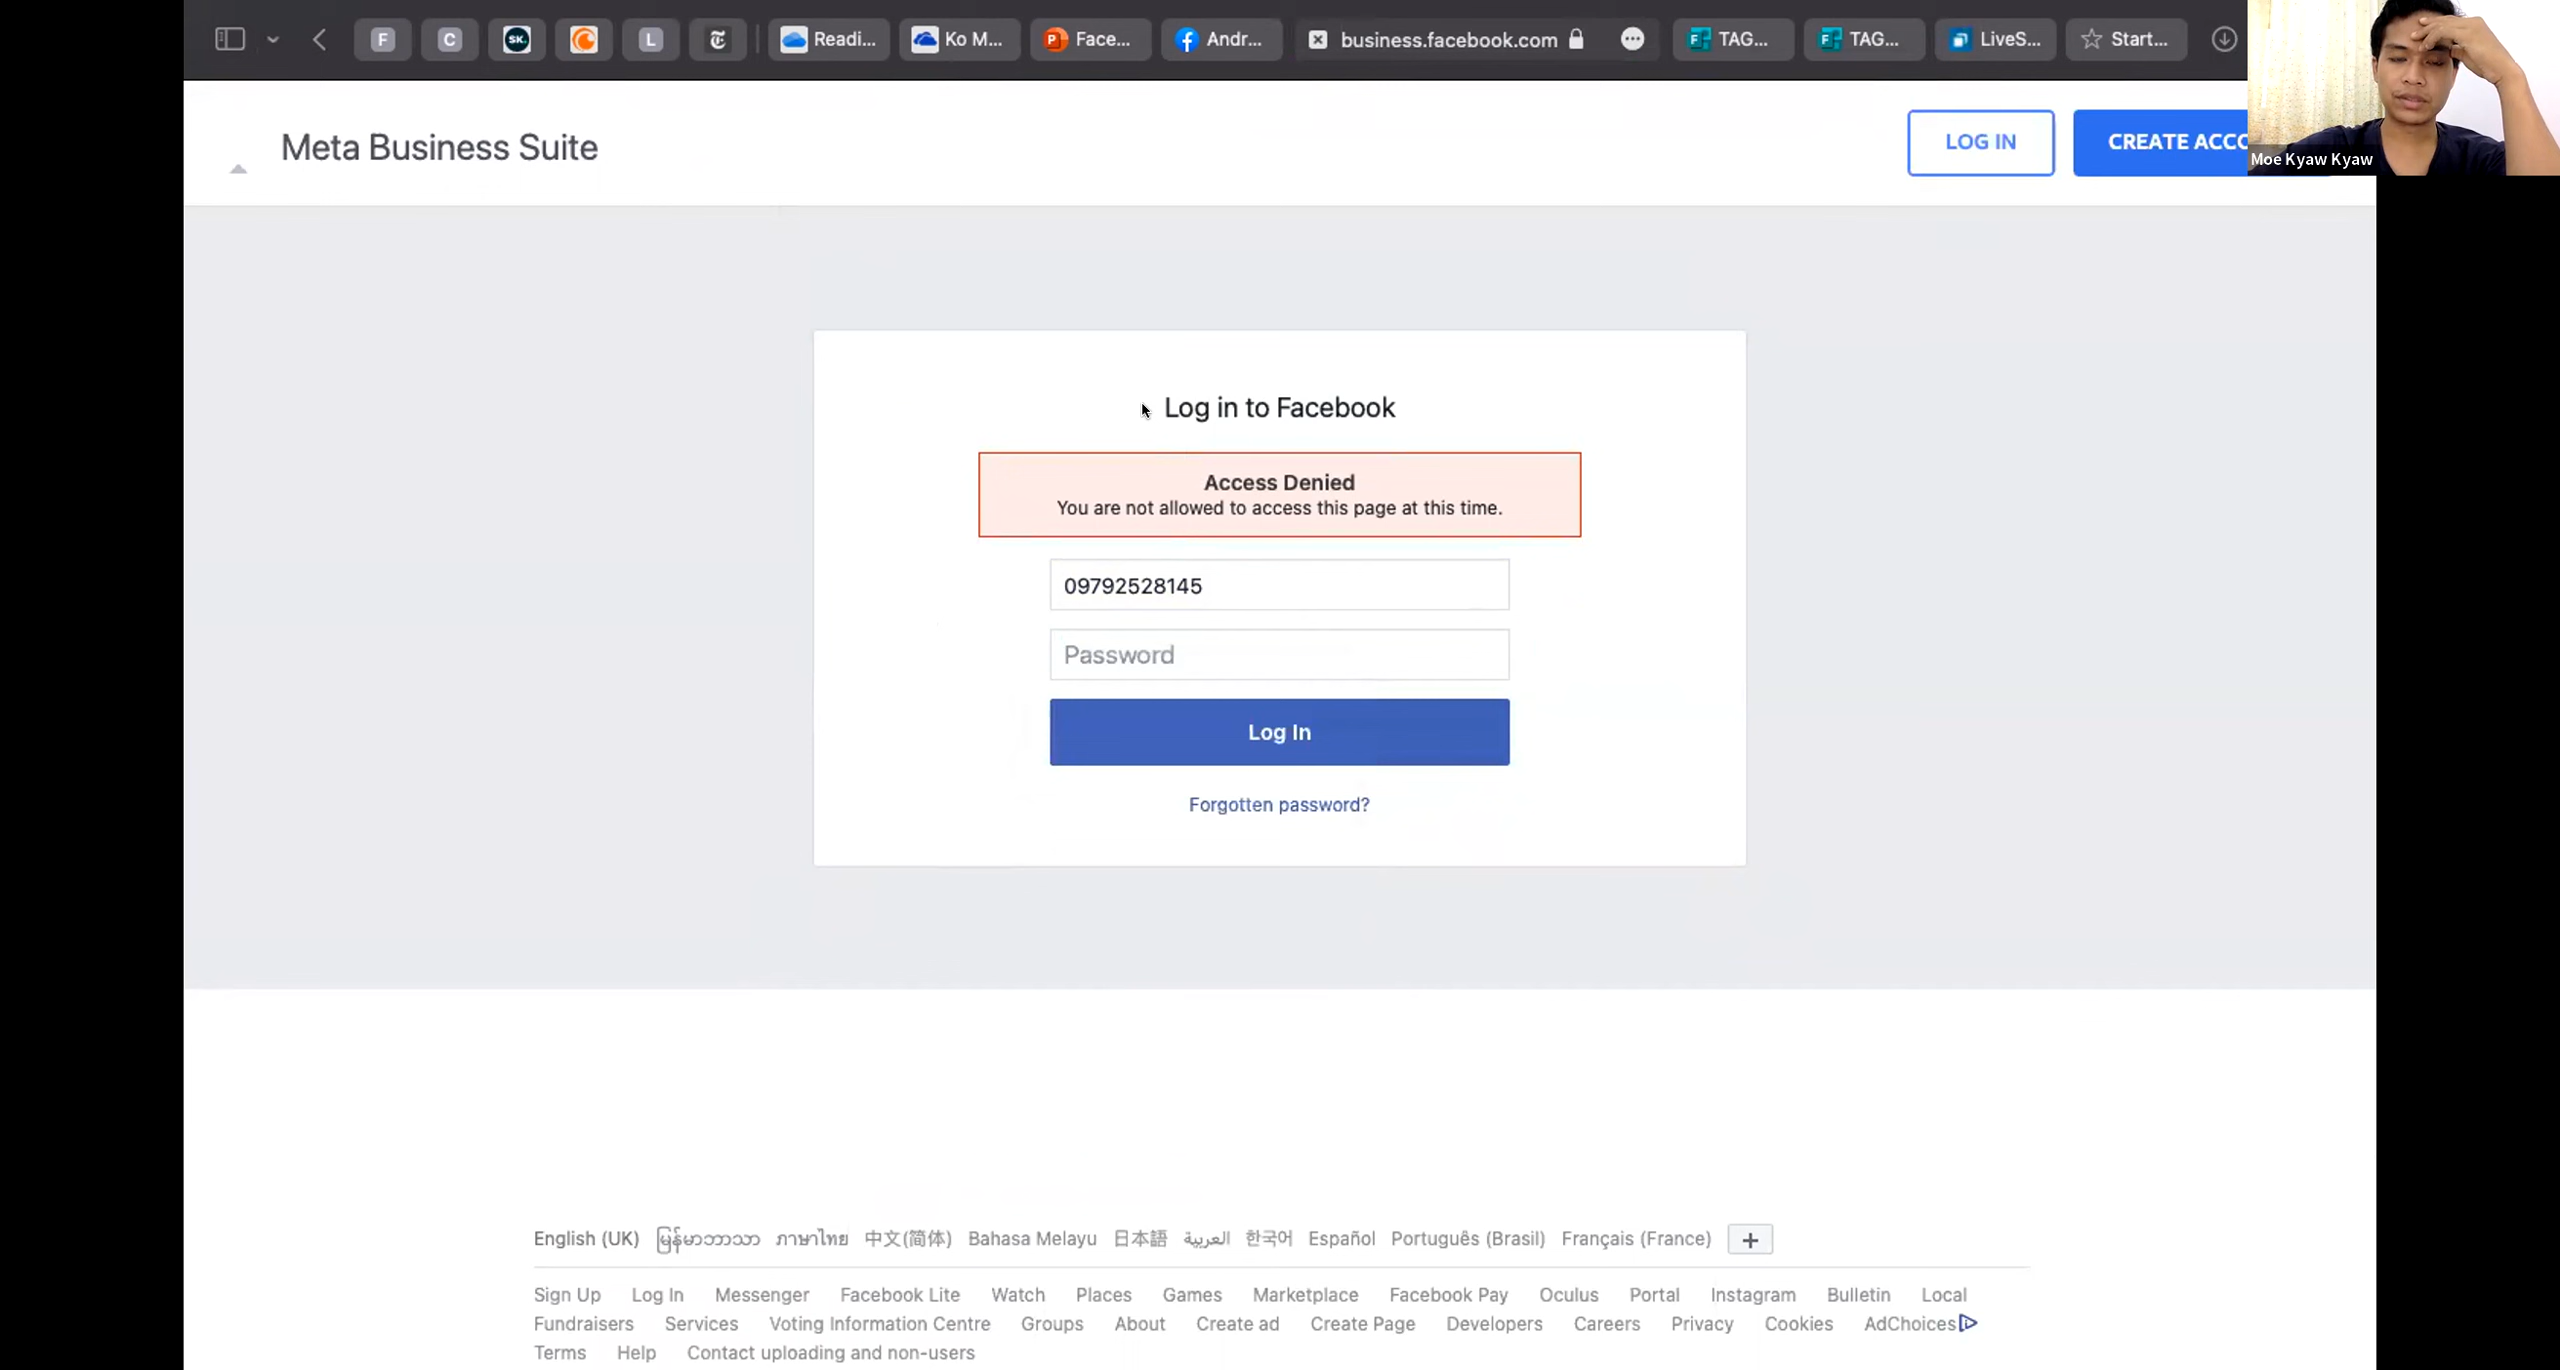 F C SK. L Readi... Ko M... Face... Andr... business.facebook.com TAG... TAG... LiveS... Start...
Moe Kyaw Kyaw
Meta Business Suite
LOG IN
CREATE ACCO
Log in to Facebook
Access Denied
You are not allowed to access this page at this time.
09792528145
Password
Log In
Forgotten password?
English (UK) မြန်မာဘာသာ ภาษาไทย 中文(简体) Bahasa Melayu 日本語 العربية 한국어 Español Português (Brasil) Français (France) +
Sign Up Log In Messenger Facebook Lite Watch Places Games Marketplace Facebook Pay Oculus Portal Instagram Bulletin Local
Fundraisers Services Voting Information Centre Groups About Create ad Create Page Developers Careers Privacy Cookies AdChoices
Terms Help Contact uploading and non-users